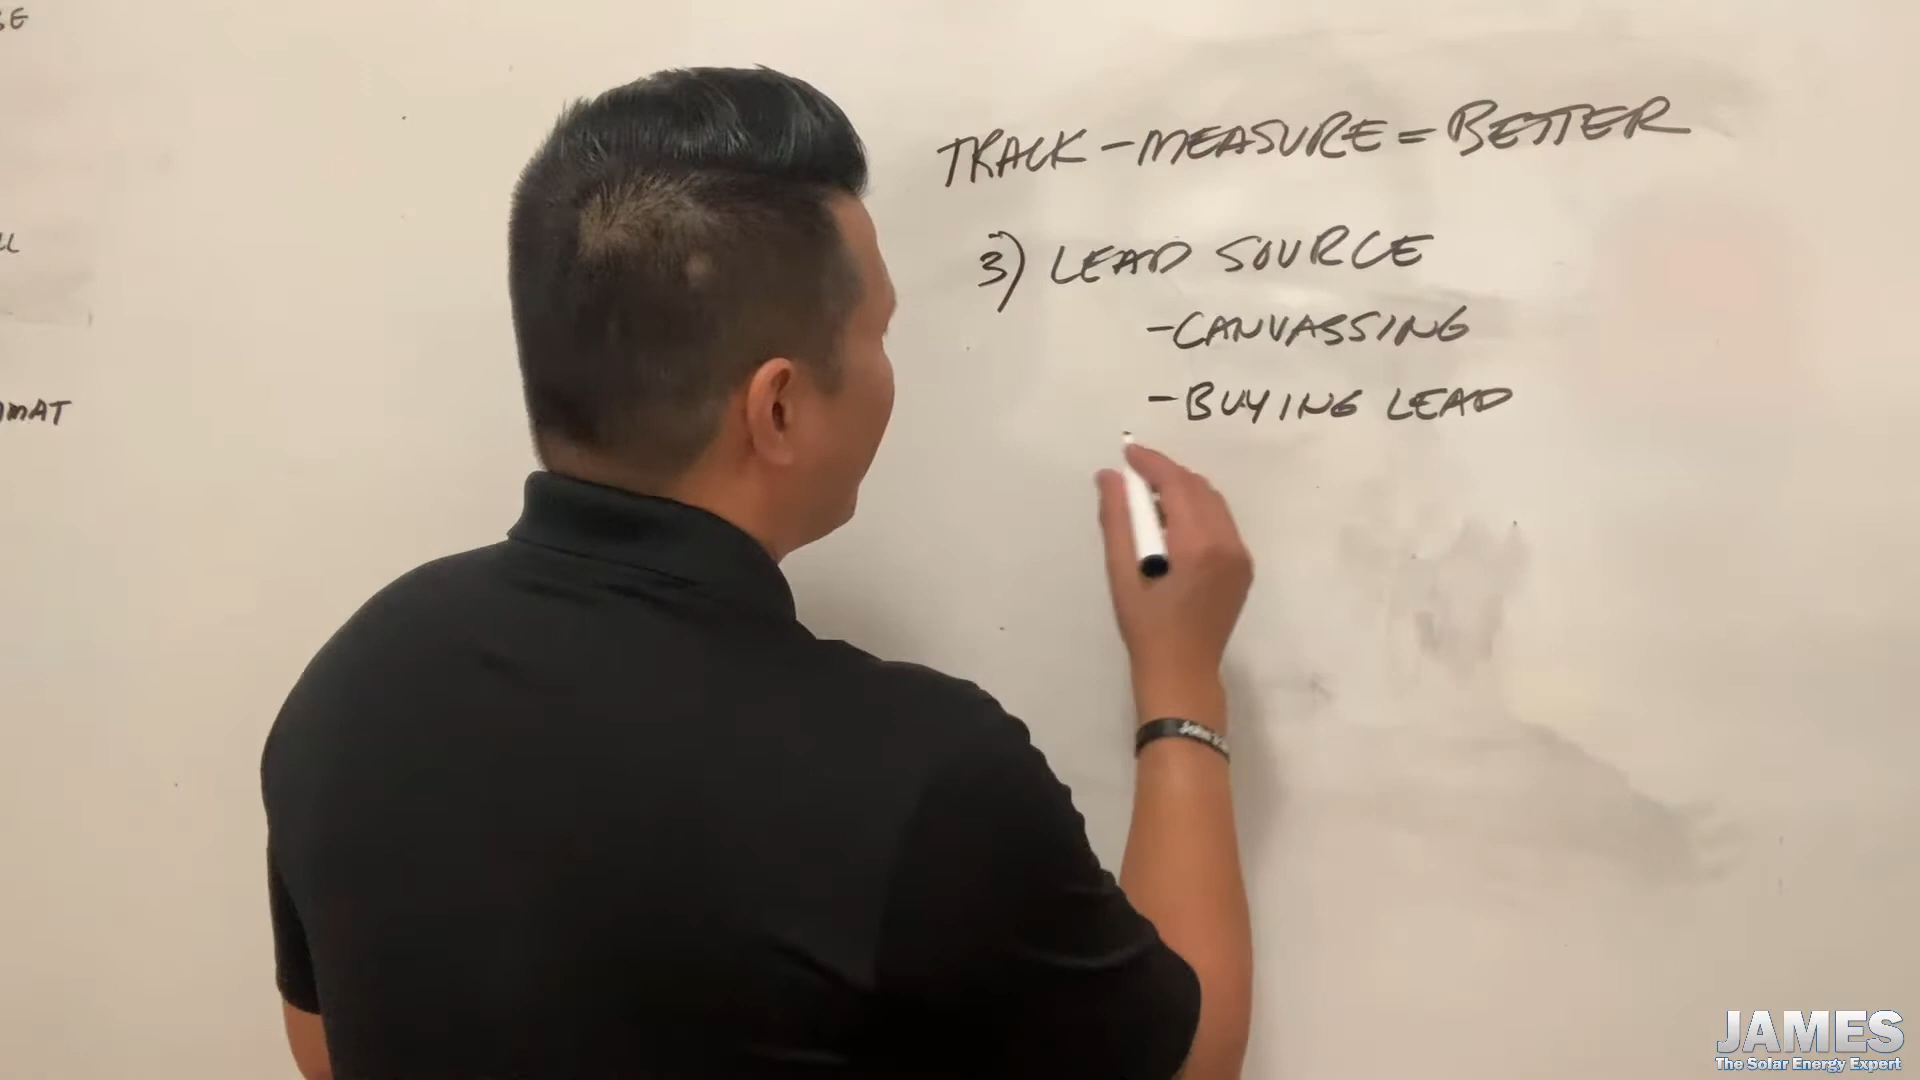 TRACK - MEASURE = BETTER
3) LEAD SOURCE
- CANVASSING
- BUYING LEAD
JAMES
The Solar Energy Expert